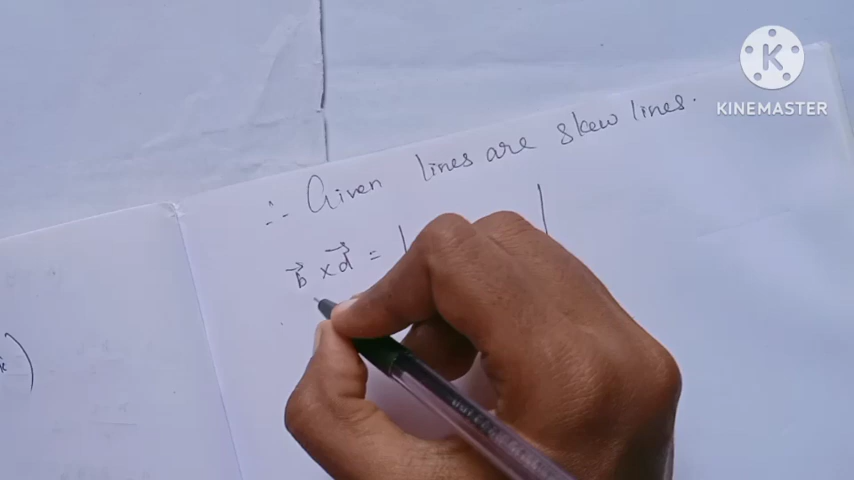 KINEMASTER
∴ Given lines are skew lines.
b⃗ × d⃗ =